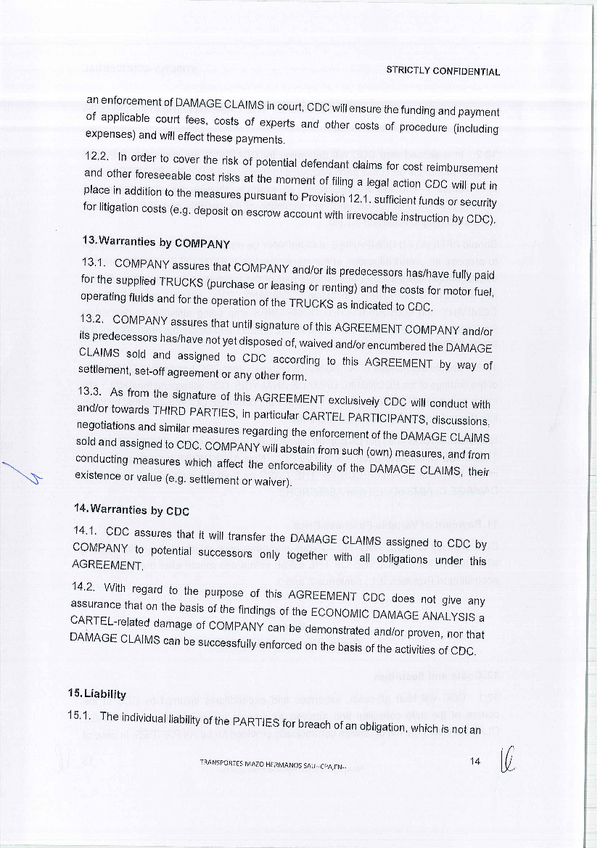 STRICTLY CONFIDENTIAL
an enforcement of DAMAGE CLAIMS in court, CDC will ensure the funding and payment
of applicable court fees, costs of experts and other costs of procedure (including
expenses) and will effect these payments.
12.2. In order to cover the risk of potential defendant claims for cost reimbursement
and other foreseeable cost risks at the moment of filing a legal action CDC will put in
place in addition to the measures pursuant to Provision 12.1. sufficient funds or security
for litigation costs (e.g. deposit on escrow account with irrevocable instruction by CDC).
13. Warranties by COMPANY
13.1. COMPANY assures that COMPANY and/or its predecessors has/have fully paid
for the supplied TRUCKS (purchase or leasing or renting) and the costs for motor fuel,
operating fluids and for the operation of the TRUCKS as indicated to CDC.
13.2. COMPANY assures that until signature of this AGREEMENT COMPANY and/or
its predecessors has/have not yet disposed of, waived and/or encumbered the DAMAGE
CLAIMS sold and assigned to CDC according to this AGREEMENT by way of
settlement, set-off agreement or any other form.
13.3. As from the signature of this AGREEMENT exclusively CDC will conduct with
and/or towards THIRD PARTIES, in particular CARTEL PARTICIPANTS, discussions,
negotiations and similar measures regarding the enforcement of the DAMAGE CLAIMS
sold and assigned to CDC. COMPANY will abstain from such (own) measures, and from
conducting measures which affect the enforceability of the DAMAGE CLAIMS, their
existence or value (e.g. settlement or waiver).
14. Warranties by CDC
14.1. CDC assures that it will transfer the DAMAGE CLAIMS assigned to CDC by
COMPANY to potential successors only together with all obligations under this
AGREEMENT.
14.2. With regard to the purpose of this AGREEMENT CDC does not give any
assurance that on the basis of the findings of the ECONOMIC DAMAGE ANALYSIS a
CARTEL-related damage of COMPANY can be demonstrated and/or proven, nor that
DAMAGE CLAIMS can be successfully enforced on the basis of the activities of CDC.
15. Liability
15.1. The individual liability of the PARTIES for breach of an obligation, which is not an
TRANSPORTES MAZO HERMANOS SAU
14